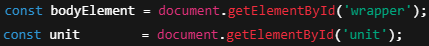 const bodyElement = document.getElementById('wrapper');
const unit        = document.getElementById('unit');